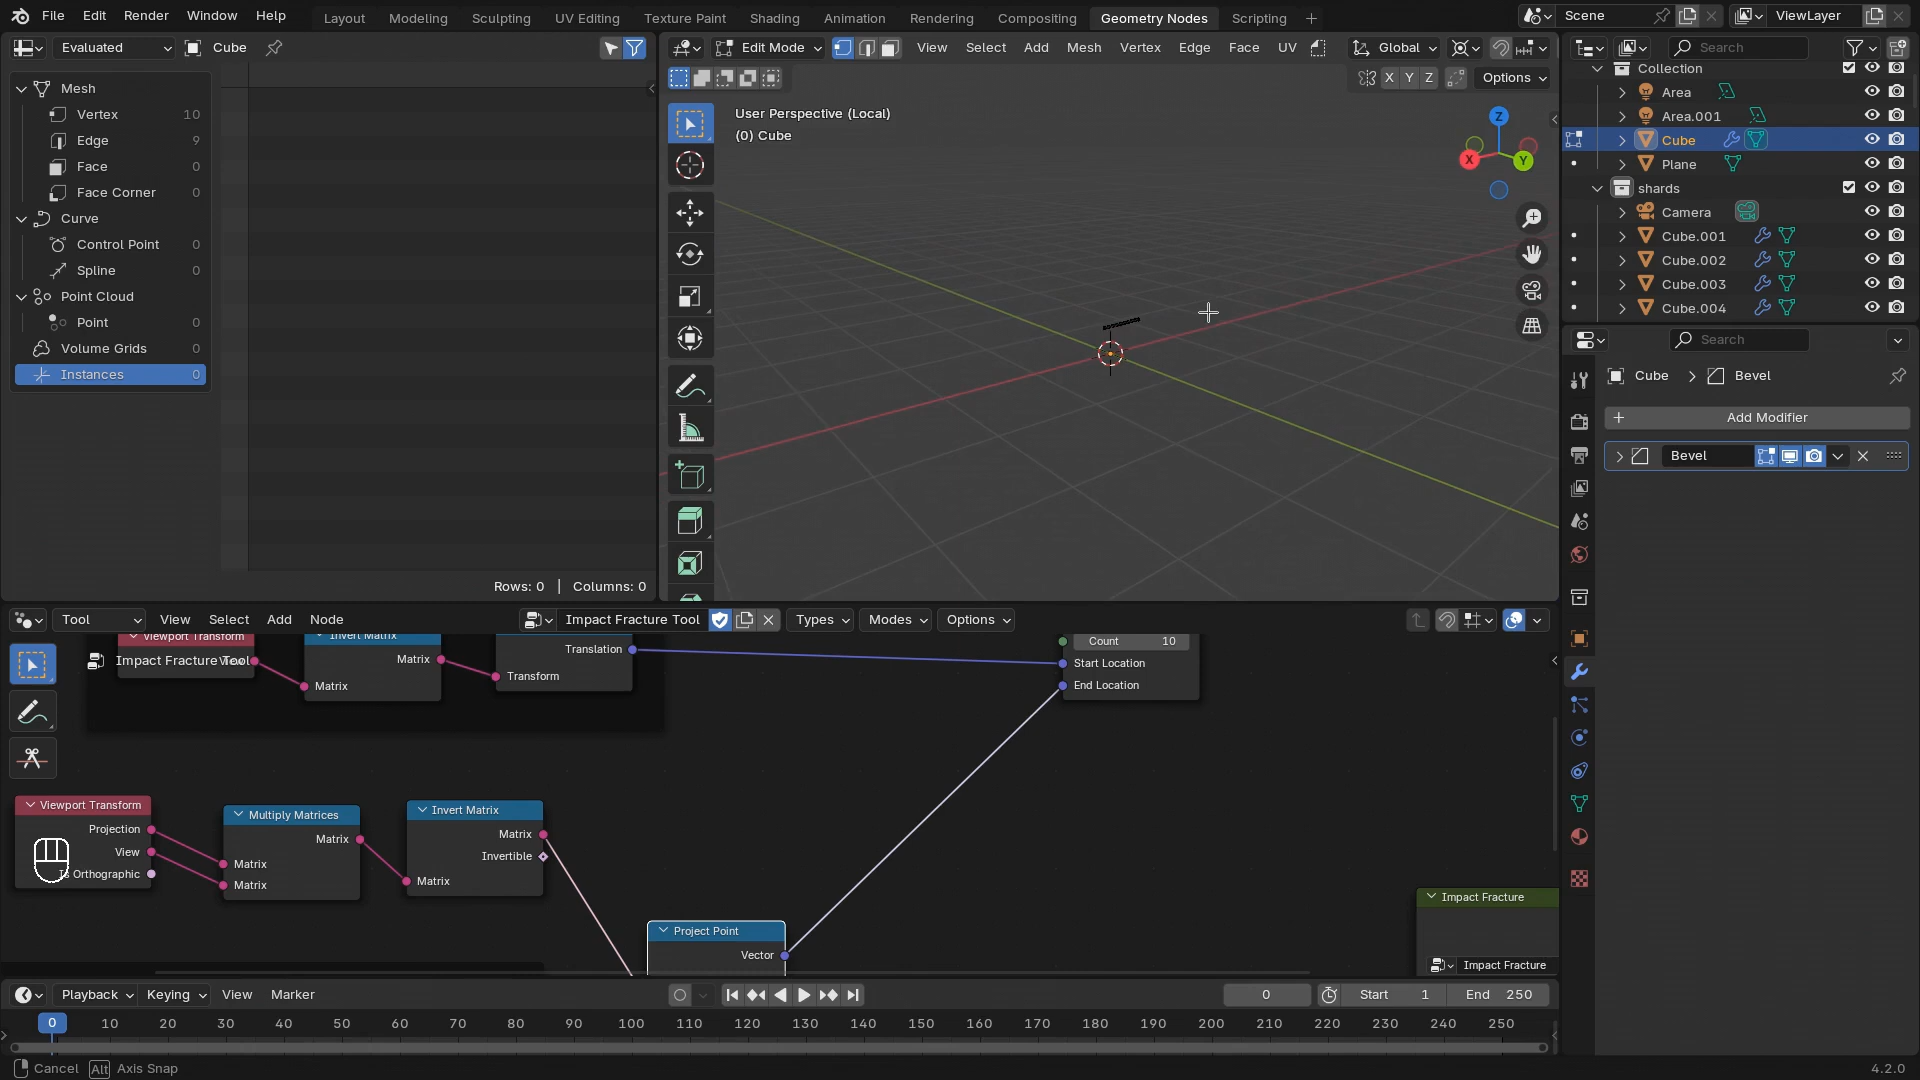 File Edit Render Window Help Layout Modeling Sculpting UV Editing Texture Paint Shading Animation Rendering Compositing Geometry Nodes Scripting Scene ViewLayer
Evaluated Cube
Mesh
Vertex 10
Edge 9
Face 0
Face Corner 0
Curve
Control Point 0
Spline 0
Point Cloud
Point 0
Volume Grids 0
Instances 0
Rows: 0 | Columns: 0
Edit Mode View Select Add Mesh Vertex Edge Face UV Global
X Y Z Options
User Perspective (Local)
(0) Cube
Z
X
Y
Search
Collection
Area
Area.001
Cube
Plane
shards
Camera
Cube.001
Cube.002
Cube.003
Cube.004
Search
Cube > Bevel
Add Modifier
Bevel
Tool View Select Add Node Impact Fracture Tool Types Modes Options
Viewport Transform
View
Impact Fracture Tool
Invert Matrix
Matrix
Matrix
Translation
Transform
Count 10
Start Location
End Location
Viewport Transform
Projection
View
Is Orthographic
Multiply Matrices
Matrix
Matrix
Matrix
Invert Matrix
Matrix
Invertible
Matrix
Project Point
Vector
Impact Fracture
Impact Fracture
Playback Keying View Marker 0 Start 1 End 250
0 10 20 30 40 50 60 70 80 90 100 110 120 130 140 150 160 170 180 190 200 210 220 230 240 250
Cancel Alt Axis Snap 4.2.0